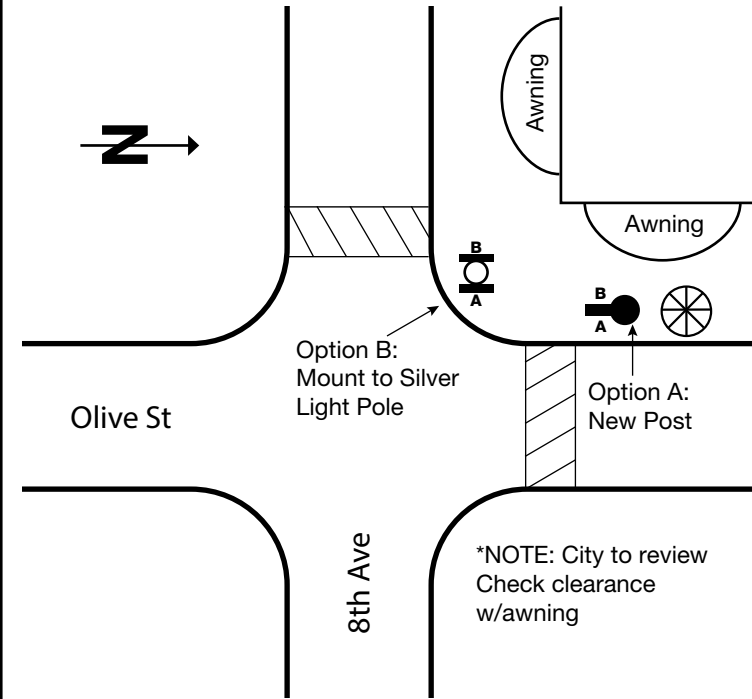 Awning
N
Awning
B
A
B
A
Option B:
Mount to Silver
Light Pole
Option A:
New Post
Olive St
8th Ave
*NOTE: City to review
Check clearance
w/awning